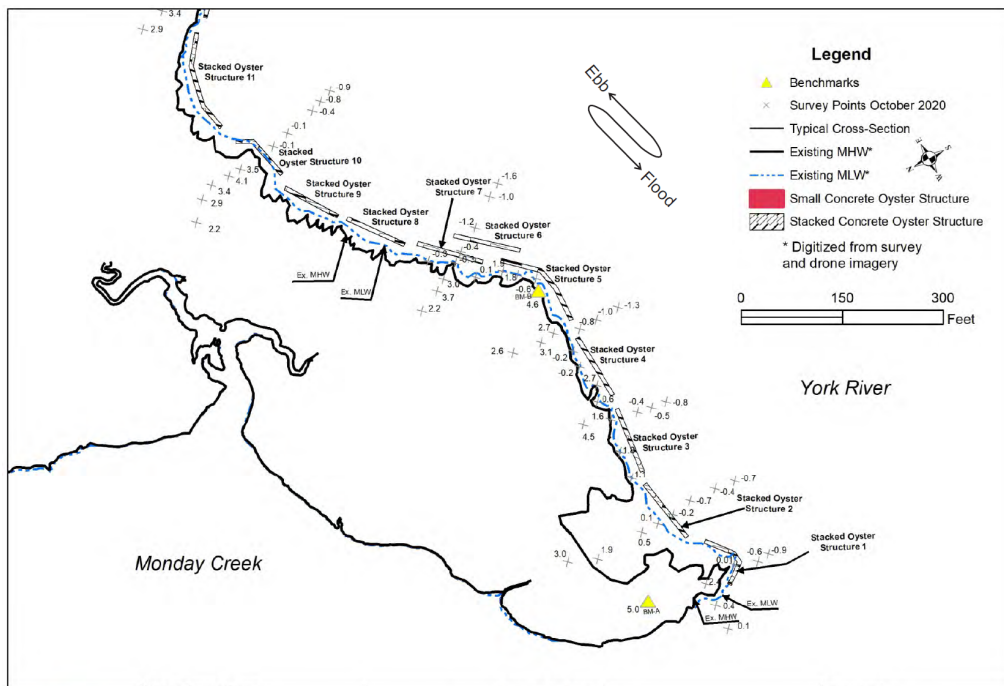 3.4
2.9
Stacked Oyster
Structure 11
0.9
-0.8
-0.4
-0.1
-0.1
Stacked
Oyster Structure 10
3.5
4.1
3.4
2.9
2.2
Stacked Oyster
Structure 9
Stacked Oyster
Structure 8
Stacked Oyster
Structure 7
-1.6
-1.0
-1.2
Stacked Oyster
Structure 6
-0.4
-0.3
0.1
3.0
3.7
2.2
Ex. MHW
Ex. MLW
Stacked Oyster
Structure 5
-0.6
BM-B
4.6
-0.8
-1.0
-1.3
2.7
3.1
-0.2
-0.2
2.6
Stacked Oyster
Structure 4
2.7
0.6
1.6
4.5
-0.4
-0.5
-0.8
Stacked Oyster
Structure 3
1.8
-0.7
-0.4
-0.7
-0.2
Stacked Oyster
Structure 2
0.1
0.5
3.0
1.9
Stacked Oyster
Structure 1
-0.6
-0.9
0.01
2.4
0.4
0.1
Ex. MLW
Ex. MHW
5.0
BM-A
Ebb
Flood
Monday Creek
York River
Legend
Benchmarks
Survey Points October 2020
Typical Cross-Section
Existing MHW*
Existing MLW*
Small Concrete Oyster Structure
Stacked Concrete Oyster Structure
* Digitized from survey
and drone imagery
E
S
N
W
0 150 300
Feet